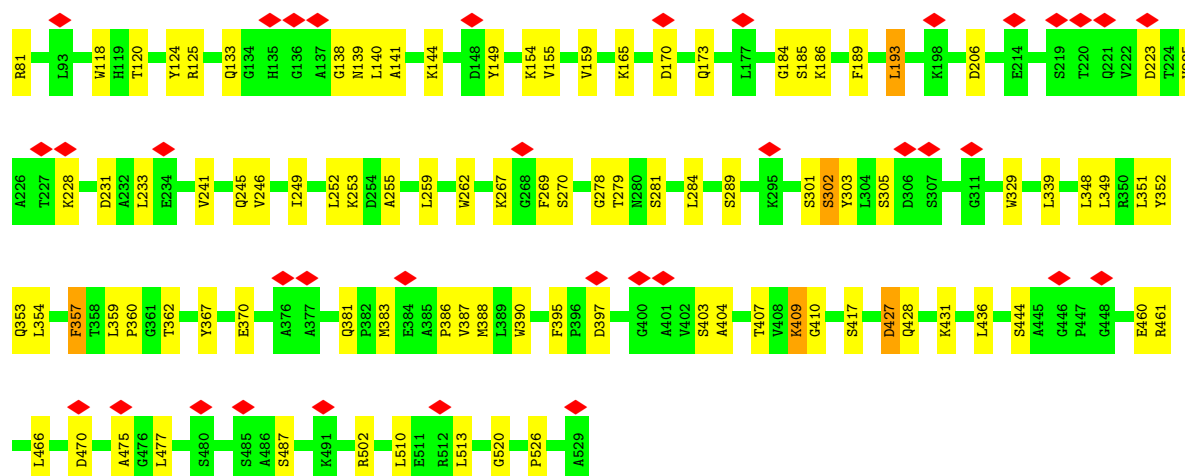 R81 L93 W118 H119 T120 Y124 R125 Q133 G134 H135 G136 A137 G138 N139 L140 A141 K144 D148 Y149 K154 V155 V159 K165 D170 Q173 L177 G184 S185 K186 F189 L193 K198 D206 E214 S219 T220 Q221 V222 D223 T224
A226 T227 K228 D231 A232 L233 E234 V241 Q245 V246 I249 L252 K253 D254 A255 L259 W262 K267 G268 F269 S270 G278 T279 N280 S281 L284 S289 K295 S301 S302 Y303 L304 S305 D306 S307 G311 W329 L339 L348 L349 R350 L351 Y352
Q353 L354 F357 T358 L359 P360 G361 T362 Y367 E370 A376 A377 Q381 P382 M383 E384 A385 P386 V387 M388 L389 W390 F395 P396 D397 G400 A401 V402 S403 A404 T407 V408 K409 G410 S417 D427 Q428 K431 L436 S444 A445 G446 P447 G448 E460 R461
L466 D470 A475 G476 L477 S480 S485 A486 S487 K491 R502 L510 E511 R512 L513 G520 P526 A529